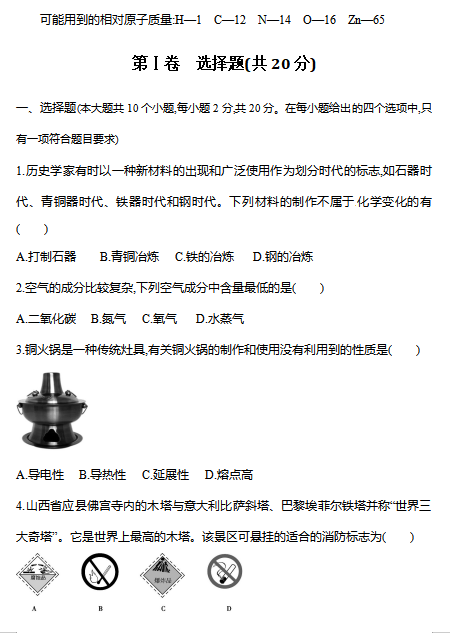 可能用到的相对原子质量:H—1 C—12 N—14 O—16 Zn—65
第Ⅰ卷 选择题(共20分)
一、选择题(本大题共10个小题,每小题2分,共20分。在每小题给出的四个选项中,只
有一项符合题目要求)
1.历史学家有时以一种新材料的出现和广泛使用作为划分时代的标志,如石器时
代、青铜器时代、铁器时代和钢时代。下列材料的制作不属于化学变化的有
( )
A.打制石器 B.青铜冶炼 C.铁的冶炼 D.钢的冶炼
2.空气的成分比较复杂,下列空气成分中含量最低的是( )
A.二氧化碳 B.氮气 C.氧气 D.水蒸气
3.铜火锅是一种传统灶具,有关铜火锅的制作和使用没有利用到的性质是( )
A.导电性 B.导热性 C.延展性 D.熔点高
4.山西省应县佛宫寺内的木塔与意大利比萨斜塔、巴黎埃菲尔铁塔并称“世界三
大奇塔”。它是世界上最高的木塔。该景区可悬挂的适合的消防标志为( )
腐蚀品 爆炸品
A B C D